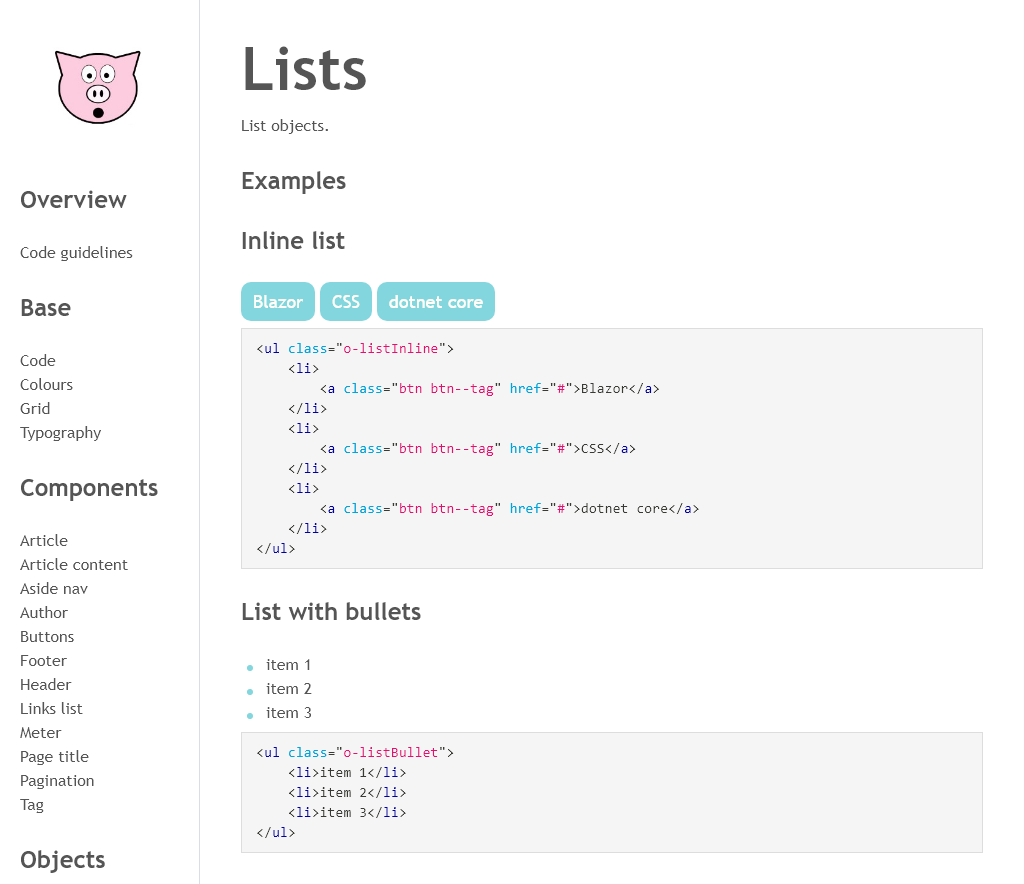 Overview
Code guidelines
Base
Code
Colours
Grid
Typography
Components
Article
Article content
Aside nav
Author
Buttons
Footer
Header
Links list
Meter
Page title
Pagination
Tag
Objects
Lists
List objects.
Examples
Inline list
Blazor CSS dotnet core
<ul class="o-listInline">
    <li>
        <a class="btn btn--tag" href="#">Blazor</a>
    </li>
    <li>
        <a class="btn btn--tag" href="#">CSS</a>
    </li>
    <li>
        <a class="btn btn--tag" href="#">dotnet core</a>
    </li>
</ul>
List with bullets
item 1
item 2
item 3
<ul class="o-listBullet">
    <li>item 1</li>
    <li>item 2</li>
    <li>item 3</li>
</ul>